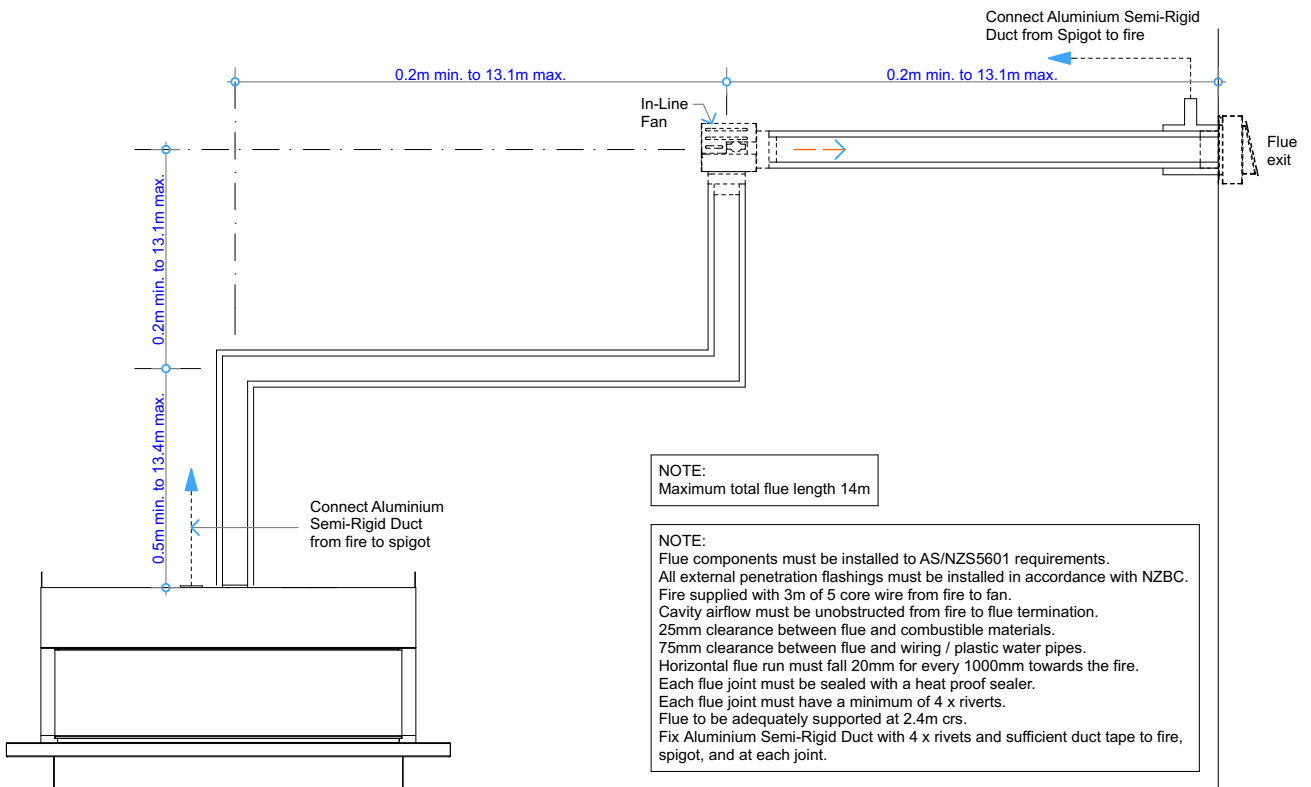 Connect Aluminium Semi-Rigid
Duct from Spigot to fire
0.2m min. to 13.1m max.
0.2m min. to 13.1m max.
In-Line
Fan
Flue
exit
0.2m min. to 13.1m max.
0.5m min. to 13.4m max.
Connect Aluminium
Semi-Rigid Duct
from fire to spigot
NOTE:
Maximum total flue length 14m
NOTE:
Flue components must be installed to AS/NZS5601 requirements.
All external penetration flashings must be installed in accordance with NZBC.
Fire supplied with 3m of 5 core wire from fire to fan.
Cavity airflow must be unobstructed from fire to flue termination.
25mm clearance between flue and combustible materials.
75mm clearance between flue and wiring / plastic water pipes.
Horizontal flue run must fall 20mm for every 1000mm towards the fire.
Each flue joint must be sealed with a heat proof sealer.
Each flue joint must have a minimum of 4 x riverts.
Flue to be adequately supported at 2.4m crs.
Fix Aluminium Semi-Rigid Duct with 4 x rivets and sufficient duct tape to fire,
spigot, and at each joint.